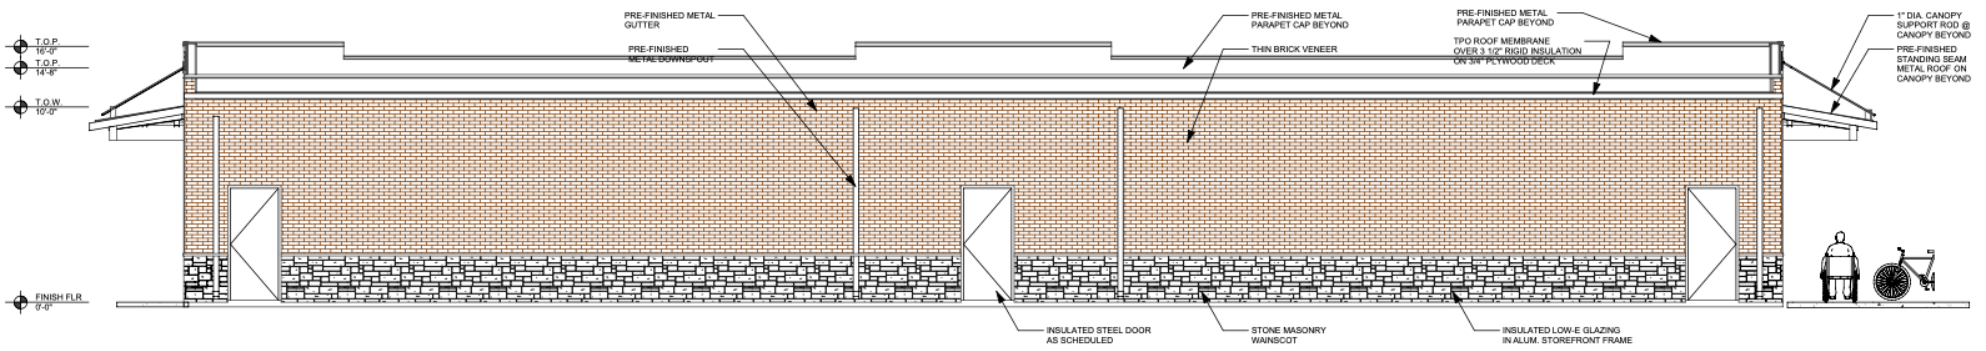 PRE-FINISHED METAL
GUTTER
PRE-FINISHED METAL
PARAPET CAP BEYOND
PRE-FINISHED METAL
PARAPET CAP BEYOND
1" DIA. CANOPY
SUPPORT ROD @
CANOPY BEYOND
T.O.P.
16'-0"
PRE-FINISHED
METAL DOWNSPOUT
THIN BRICK VENEER
TPO ROOF MEMBRANE
OVER 3 1/2" RIGID INSULATION
ON 3/4" PLYWOOD DECK
PRE-FINISHED
STANDING SEAM
METAL ROOF ON
CANOPY BEYOND
T.O.P.
14'-8"
T.O.W.
10'-0"
FINISH FLR
0'-0"
INSULATED STEEL DOOR
AS SCHEDULED
STONE MASONRY
WAINSCOT
INSULATED LOW-E GLAZING
IN ALUM. STOREFRONT FRAME